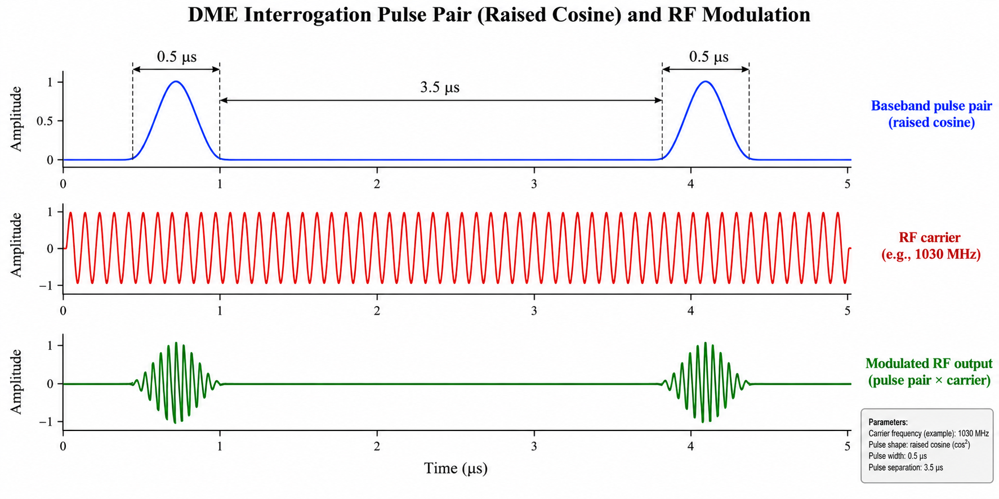 DME Interrogation Pulse Pair (Raised Cosine) and RF Modulation
0.5 μs
0.5 μs
3.5 μs
Amplitude
1
0.5
0
0
1
2
3
4
5
Baseband pulse pair
(raised cosine)
Amplitude
1
0
−1
0
1
2
3
4
5
RF carrier
(e.g., 1030 MHz)
Amplitude
1
0
−1
0
1
2
3
4
5
Time (μs)
Modulated RF output
(pulse pair × carrier)
Parameters:
Carrier frequency (example): 1030 MHz
Pulse shape: raised cosine (cos²)
Pulse width: 0.5 μs
Pulse separation: 3.5 μs